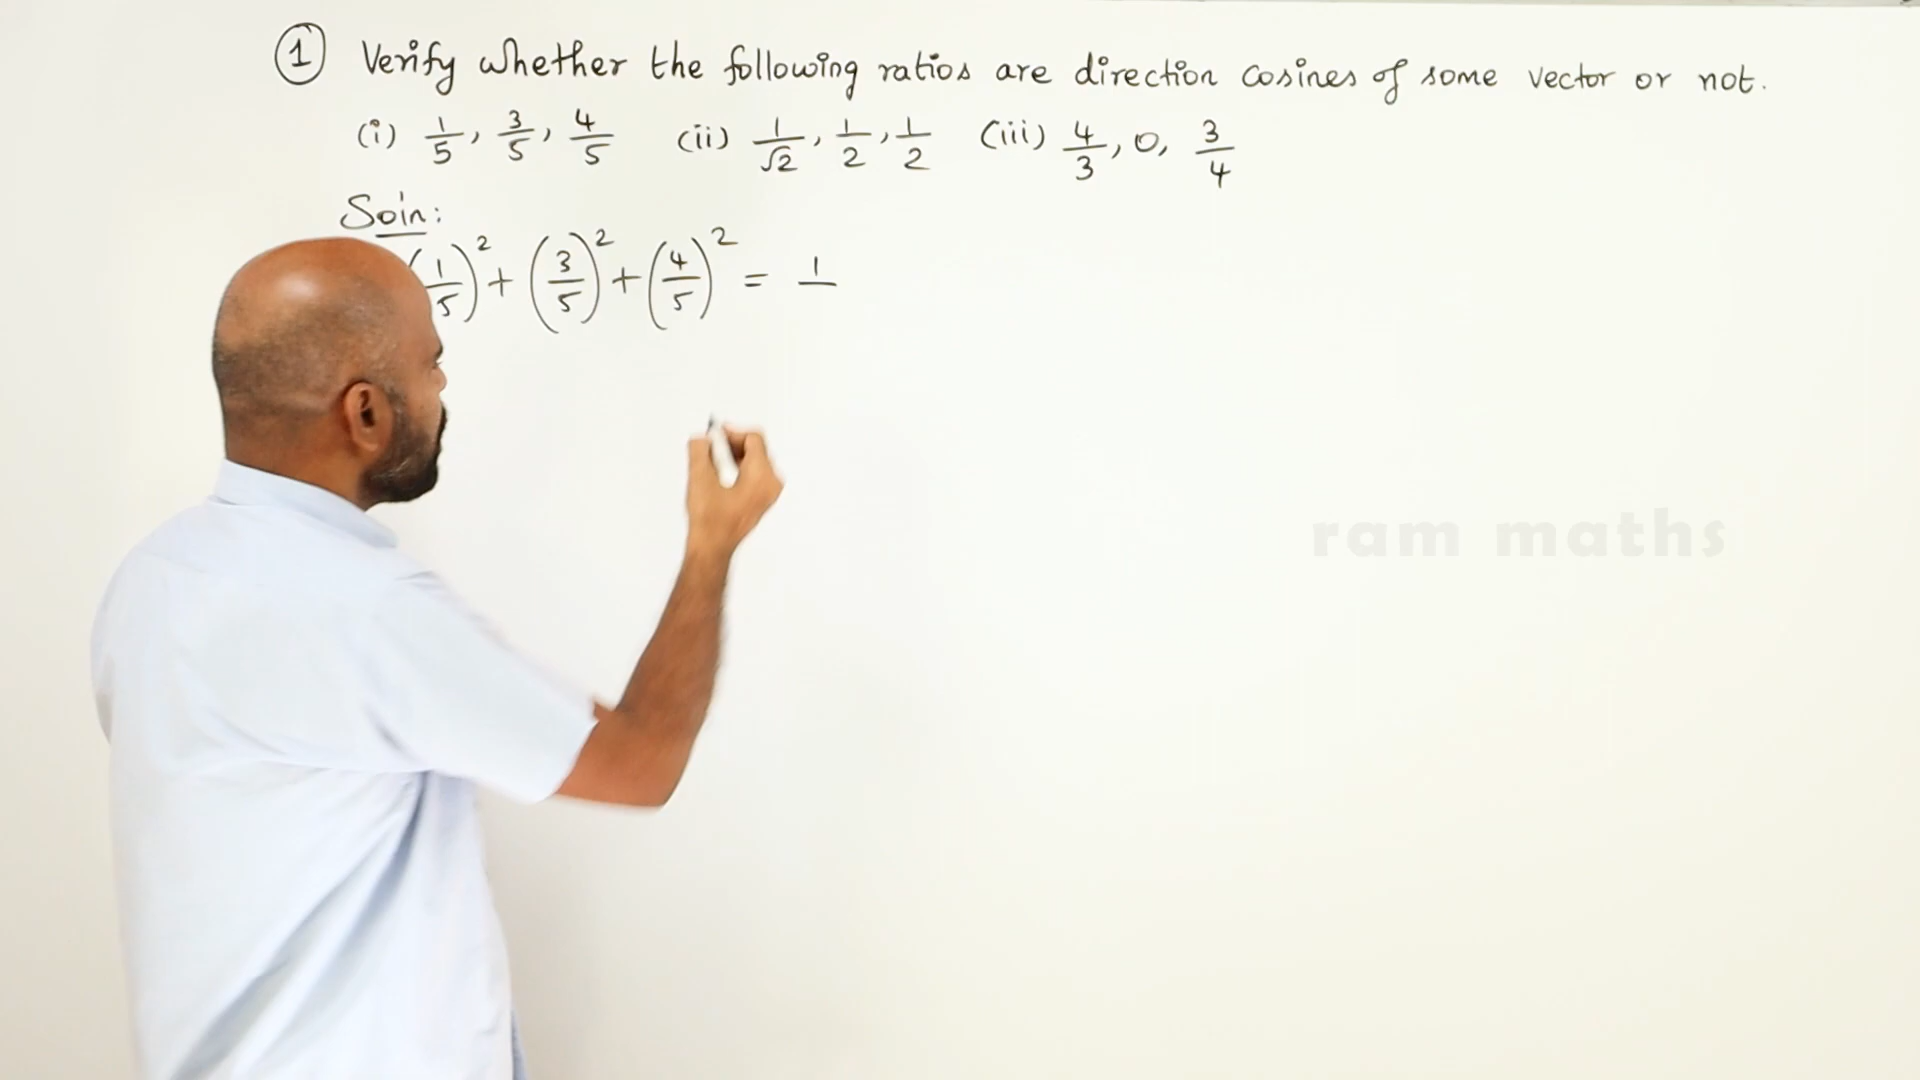 ① Verify whether the following ratios are direction cosines of some vector or not.
(i) 1/5, 3/5, 4/5 (ii) 1/√2, 1/2, 1/2 (iii) 4/3, 0, 3/4
Soln:
(1/5)² + (3/5)² + (4/5)² = 1/
ram maths